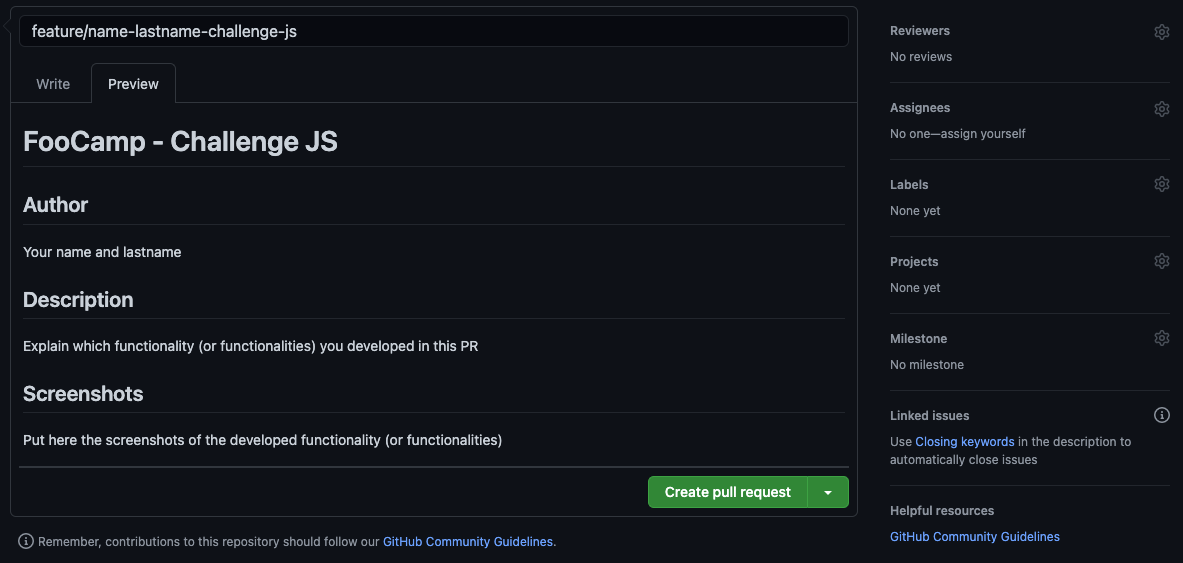 feature/name-lastname-challenge-js
Write
Preview
FooCamp - Challenge JS
Author
Your name and lastname
Description
Explain which functionality (or functionalities) you developed in this PR
Screenshots
Put here the screenshots of the developed functionality (or functionalities)
Create pull request
Remember, contributions to this repository should follow our GitHub Community Guidelines.
Reviewers
No reviews
Assignees
No one—assign yourself
Labels
None yet
Projects
None yet
Milestone
No milestone
Linked issues
Use Closing keywords in the description to
automatically close issues
Helpful resources
GitHub Community Guidelines